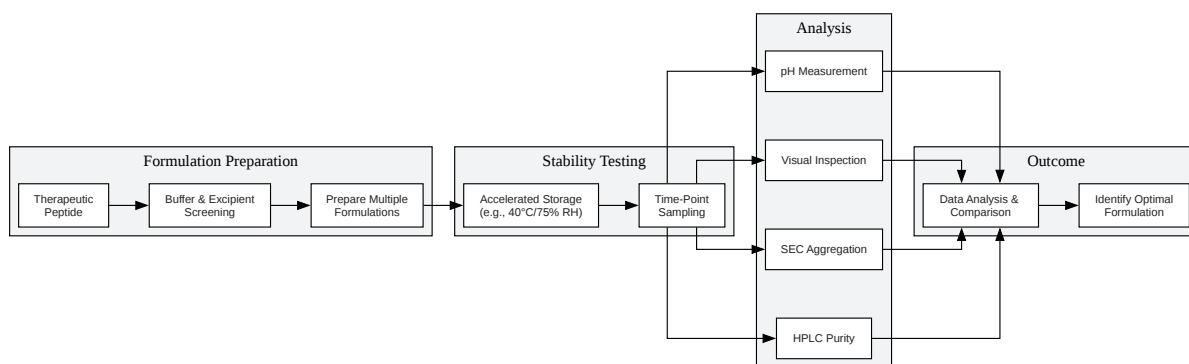 Formulation Preparation
Therapeutic
Peptide
Buffer & Excipient
Screening
Prepare Multiple
Formulations
Stability Testing
Accelerated Storage
(e.g., 40°C/75% RH)
Time-Point
Sampling
Analysis
pH Measurement
Visual Inspection
SEC Aggregation
HPLC Purity
Outcome
Data Analysis &
Comparison
Identify Optimal
Formulation